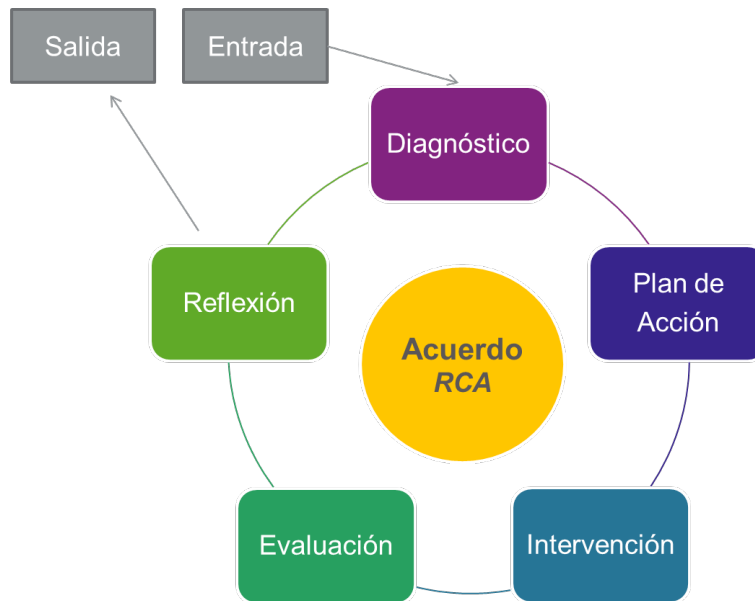 Salida
Entrada
Diagnóstico
Plan de
Acción
Intervención
Evaluación
Reflexión
Acuerdo
RCA